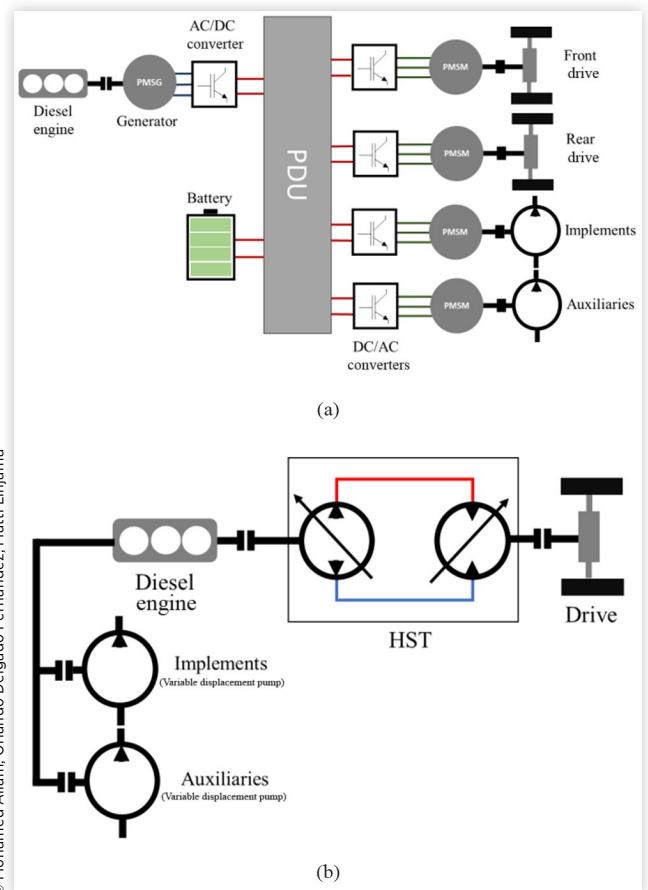 AC/DC
converter
PMSG
Diesel
engine
Generator
Battery
PDU
PMSM
Front
drive
PMSM
Rear
drive
PMSM
Implements
PMSM
Auxiliaries
DC/AC
converters
(a)
Diesel
engine
HST
Drive
Implements
(Variable displacement pump)
Auxiliaries
(Variable displacement pump)
(b)